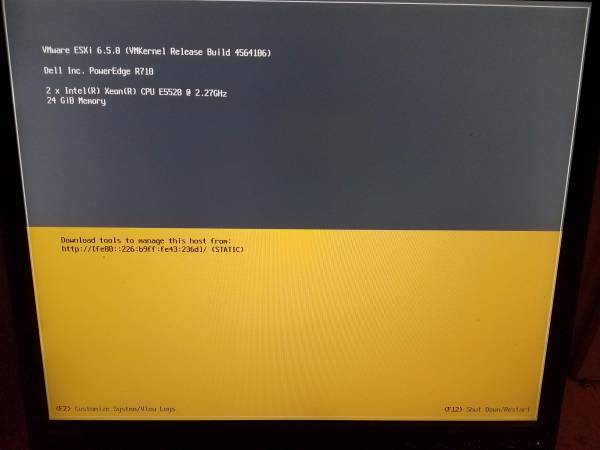 VMware ESXi 6.5.0 (VMKernel Release Build 4564106)
Dell Inc. PowerEdge R710
2 x Intel(R) Xeon(R) CPU E5520 @ 2.27GHz
24 GiB Memory
Download tools to manage this host from:
http://[fe80::226:b9ff:fe43:236d]/ (STATIC)
<F2> Customize System/View Logs
<F12> Shut Down/Restart